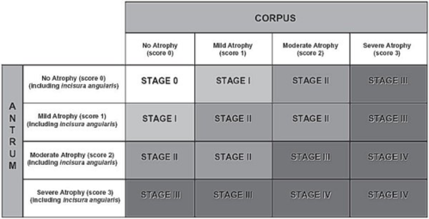 CORPUS
No Atrophy
(score 0)
Mild Atrophy
(score 1)
Moderate Atrophy
(score 2)
Severe Atrophy
(score 3)
ANTRUM
No Atrophy (score 0)
(Including incisura angularis)
STAGE 0
STAGE I
STAGE II
STAGE III
Mild Atrophy (score 1)
(Including incisura angularis)
STAGE I
STAGE II
STAGE II
STAGE III
Moderate Atrophy (score 2)
(Including incisura angularis)
STAGE II
STAGE II
STAGE III
STAGE IV
Severe Atrophy (score 3)
(Including incisura angularis)
STAGE III
STAGE III
STAGE IV
STAGE IV